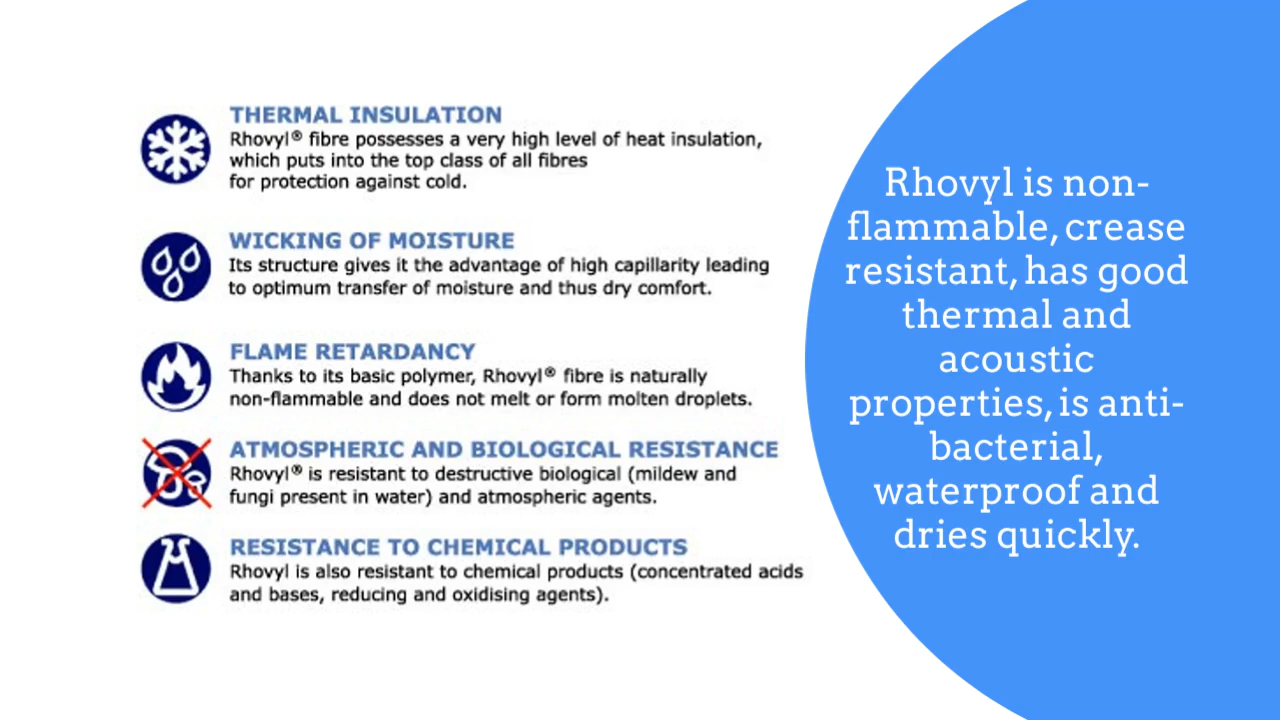 THERMAL INSULATION
Rhovyl® fibre possesses a very high level of heat insulation,
which puts into the top class of all fibres
for protection against cold.
WICKING OF MOISTURE
Its structure gives it the advantage of high capillarity leading
to optimum transfer of moisture and thus dry comfort.
FLAME RETARDANCY
Thanks to its basic polymer, Rhovyl® fibre is naturally
non-flammable and does not melt or form molten droplets.
ATMOSPHERIC AND BIOLOGICAL RESISTANCE
Rhovyl® is resistant to destructive biological (mildew and
fungi present in water) and atmospheric agents.
RESISTANCE TO CHEMICAL PRODUCTS
Rhovyl is also resistant to chemical products (concentrated acids
and bases, reducing and oxidising agents).
Rhovyl is non-
flammable, crease
resistant, has good
thermal and
acoustic
properties, is anti-
bacterial,
waterproof and
dries quickly.